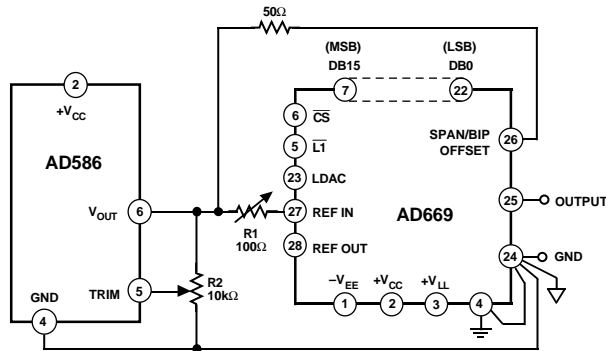 50Ω
(MSB)
DB15
(LSB)
DB0
7
22
2
+VCC
6
CS
SPAN/BIP
OFFSET
26
5
L1
AD586
23
LDAC
25
OUTPUT
VOUT
6
R1
100Ω
27
REF IN
AD669
28
REF OUT
24
GND
TRIM
5
R2
10kΩ
–VEE
+VCC
+VLL
GND
4
1
2
3
4